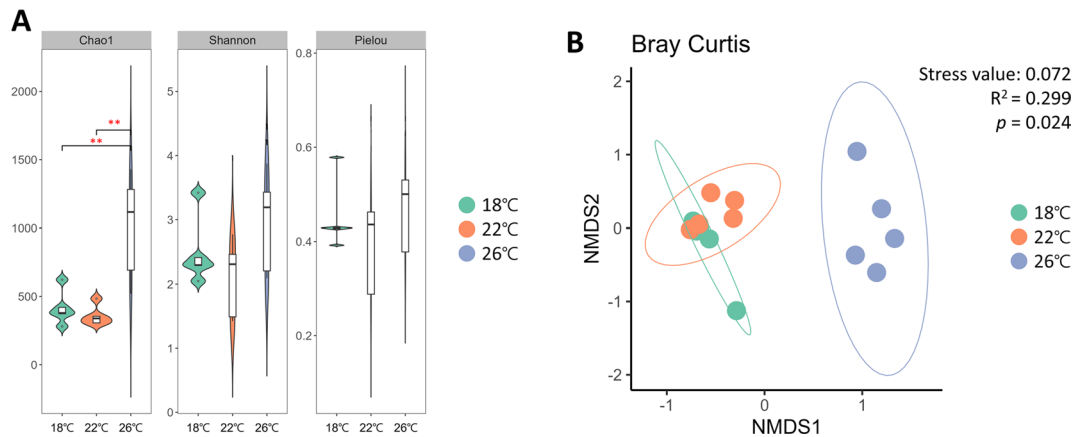 A
Chao1
Shannon
Pielou
2000
1500
1000
500
0
**
**
18℃ 22℃ 26℃
5
4
3
2
1
0
18℃ 22℃ 26℃
0.8
0.6
0.4
0.2
18℃ 22℃ 26℃
18℃
22℃
26℃
B
Bray Curtis
Stress value: 0.072
R² = 0.299
p = 0.024
NMDS2
2
1
0
-1
-2
-1 0 1
NMDS1
18℃
22℃
26℃